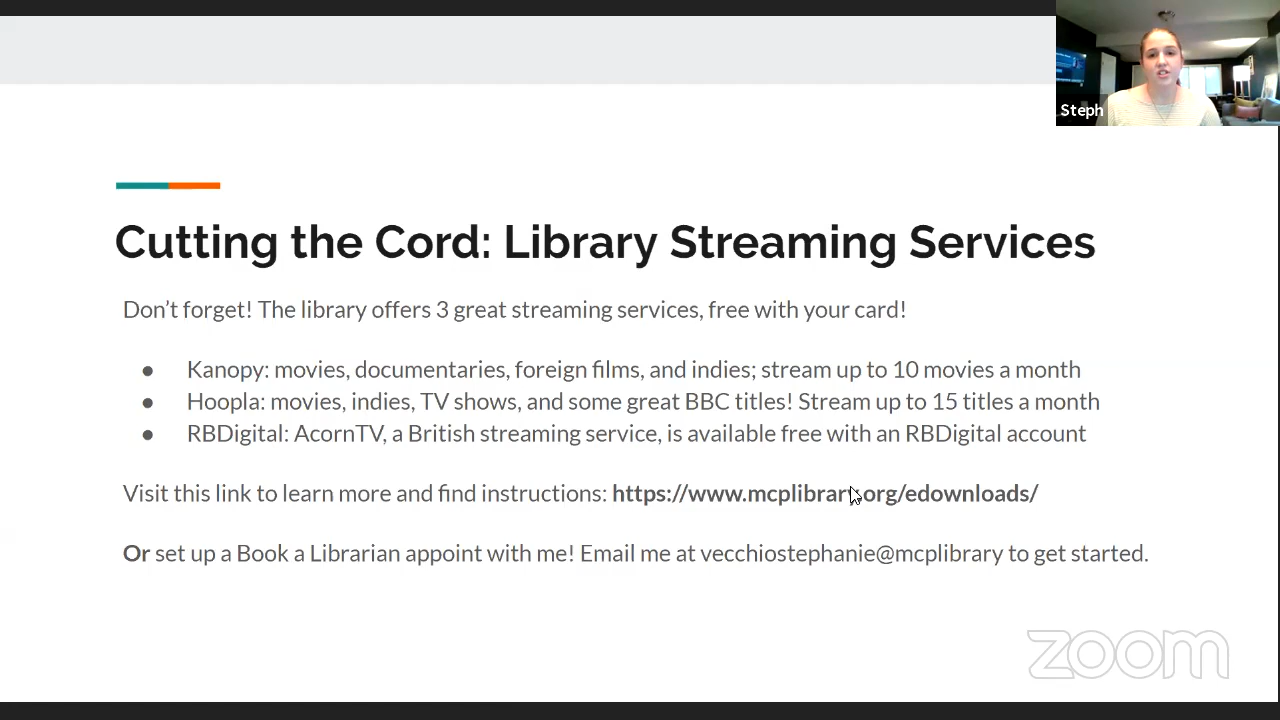 Steph
Cutting the Cord: Library Streaming Services
Don't forget! The library offers 3 great streaming services, free with your card!
● Kanopy: movies, documentaries, foreign films, and indies; stream up to 10 movies a month
● Hoopla: movies, indies, TV shows, and some great BBC titles! Stream up to 15 titles a month
● RBDigital: AcornTV, a British streaming service, is available free with an RBDigital account
Visit this link to learn more and find instructions: https://www.mcplibrary.org/edownloads/
Or set up a Book a Librarian appoint with me! Email me at vecchiostephanie@mcplibrary to get started.
zoom